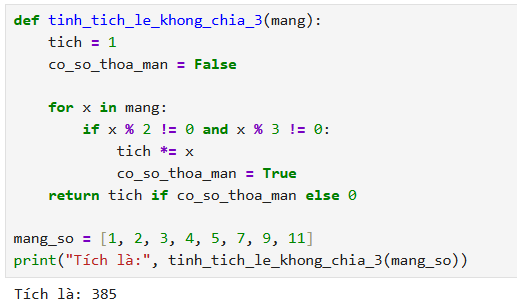 def tinh_tich_le_khong_chia_3(mang):
    tich = 1
    co_so_thoa_man = False

    for x in mang:
        if x % 2 != 0 and x % 3 != 0:
            tich *= x
            co_so_thoa_man = True
    return tich if co_so_thoa_man else 0

mang_so = [1, 2, 3, 4, 5, 7, 9, 11]
print("Tích là:", tinh_tich_le_khong_chia_3(mang_so))
Tích là: 385